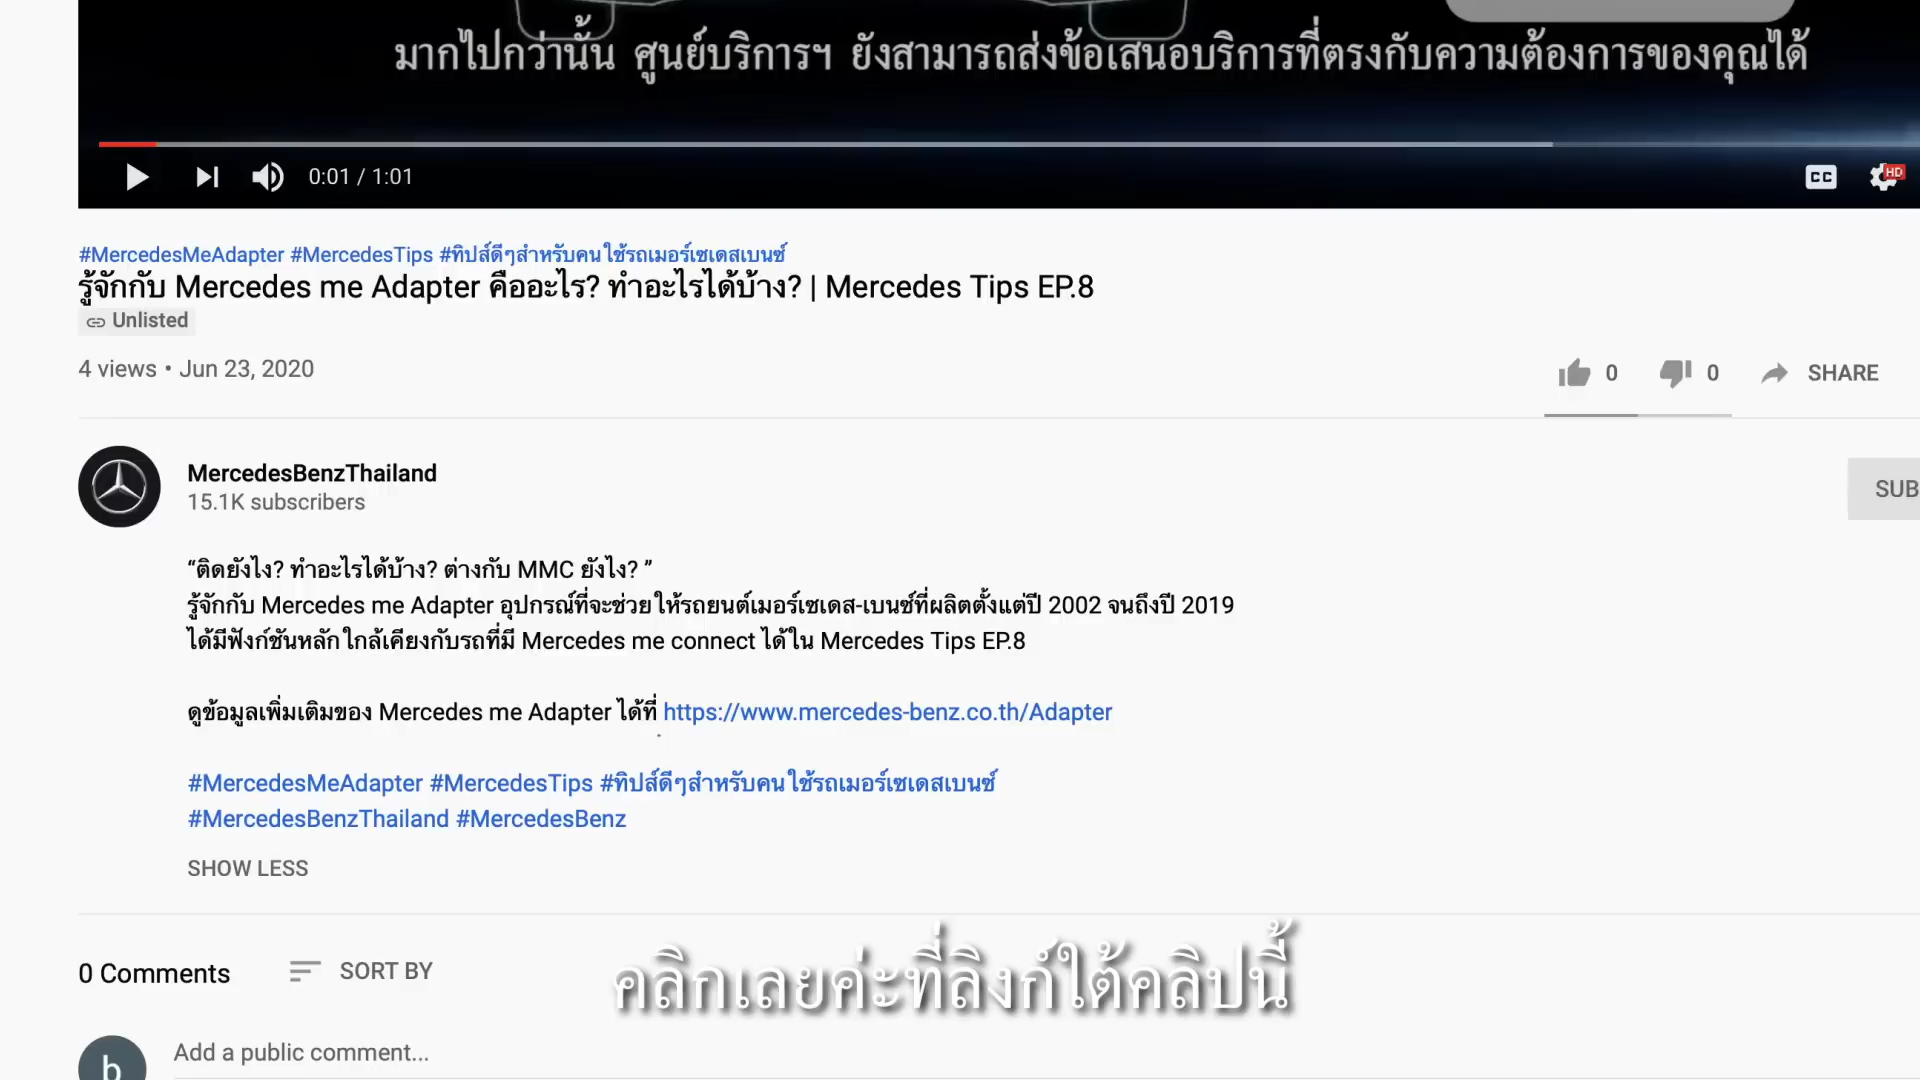 มากไปกว่านั้น ศูนย์บริการฯ ยังสามารถส่งข้อเสนอบริการที่ตรงกับความต้องการของคุณได้
0:01 / 1:01
CC
HD
#MercedesMeAdapter #MercedesTips #ทิปส์ดีๆสำหรับคนใช้รถเมอร์เซเดสเบนซ์
รู้จักกับ Mercedes me Adapter คืออะไร? ทำอะไรได้บ้าง? | Mercedes Tips EP.8
Unlisted
4 views • Jun 23, 2020
0
0
SHARE
MercedesBenzThailand
15.1K subscribers
SUB
“ติดยังไง? ทำอะไรได้บ้าง? ต่างกับ MMC ยังไง? ”
รู้จักกับ Mercedes me Adapter อุปกรณ์ที่จะช่วยให้รถยนต์เมอร์เซเดส-เบนซ์ที่ผลิตตั้งแต่ปี 2002 จนถึงปี 2019
ได้มีฟังก์ชันหลักใกล้เคียงกับรถที่มี Mercedes me connect ได้ใน Mercedes Tips EP.8
ดูข้อมูลเพิ่มเติมของ Mercedes me Adapter ได้ที่ https://www.mercedes-benz.co.th/Adapter
#MercedesMeAdapter #MercedesTips #ทิปส์ดีๆสำหรับคนใช้รถเมอร์เซเดสเบนซ์
#MercedesBenzThailand #MercedesBenz
SHOW LESS
0 Comments
SORT BY
คลิกเลยค่ะที่ลิงก์ใต้คลิปนี้
b
Add a public comment...